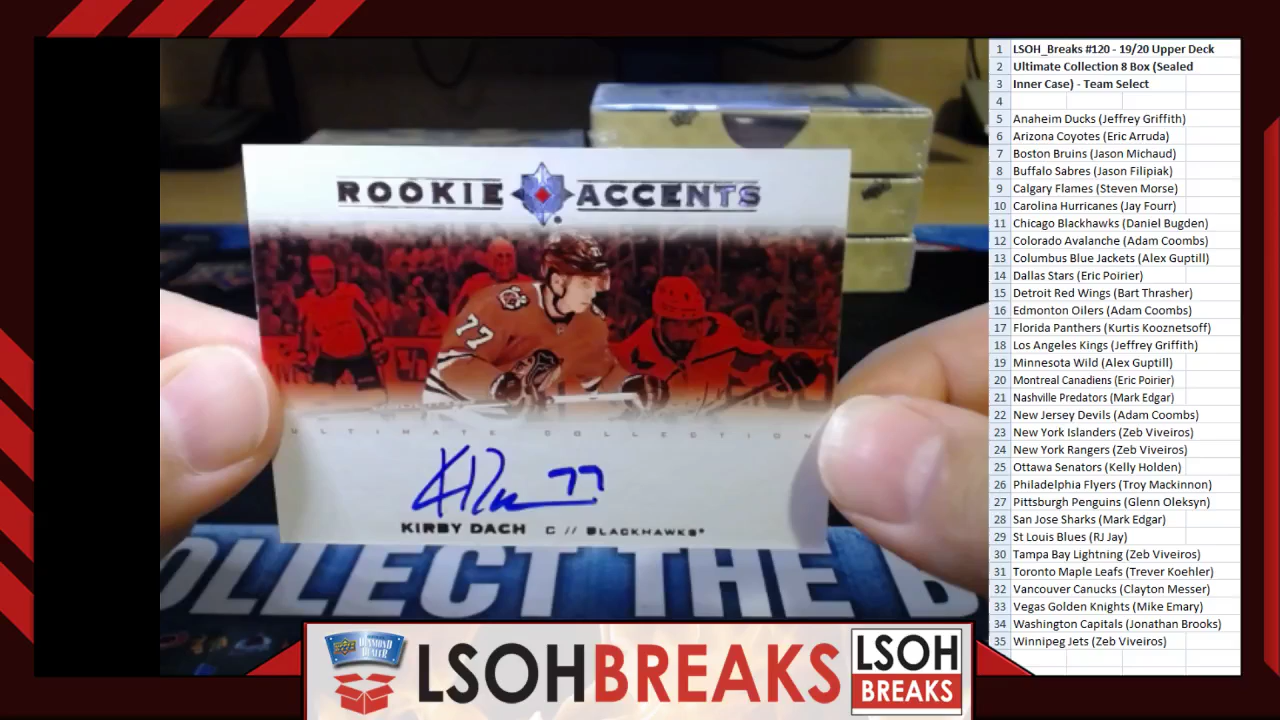 ROOKIE ACCENTS
77
ULTIMATE COLLECTION
77
KIRBY DACH C // BLACKHAWKS
OLLECT THE B
UPPER DECK
DIAMOND DEALER
LSOHBREAKS
LSOH
BREAKS
1 LSOH_Breaks #120 - 19/20 Upper Deck
2 Ultimate Collection 8 Box (Sealed
3 Inner Case) - Team Select
4
5 Anaheim Ducks (Jeffrey Griffith)
6 Arizona Coyotes (Eric Arruda)
7 Boston Bruins (Jason Michaud)
8 Buffalo Sabres (Jason Filipiak)
9 Calgary Flames (Steven Morse)
10 Carolina Hurricanes (Jay Fourr)
11 Chicago Blackhawks (Daniel Bugden)
12 Colorado Avalanche (Adam Coombs)
13 Columbus Blue Jackets (Alex Guptill)
14 Dallas Stars (Eric Poirier)
15 Detroit Red Wings (Bart Thrasher)
16 Edmonton Oilers (Adam Coombs)
17 Florida Panthers (Kurtis Kooznetsoff)
18 Los Angeles Kings (Jeffrey Griffith)
19 Minnesota Wild (Alex Guptill)
20 Montreal Canadiens (Eric Poirier)
21 Nashville Predators (Mark Edgar)
22 New Jersey Devils (Adam Coombs)
23 New York Islanders (Zeb Viveiros)
24 New York Rangers (Zeb Viveiros)
25 Ottawa Senators (Kelly Holden)
26 Philadelphia Flyers (Troy Mackinnon)
27 Pittsburgh Penguins (Glenn Oleksyn)
28 San Jose Sharks (Mark Edgar)
29 St Louis Blues (RJ Jay)
30 Tampa Bay Lightning (Zeb Viveiros)
31 Toronto Maple Leafs (Trever Koehler)
32 Vancouver Canucks (Clayton Messer)
33 Vegas Golden Knights (Mike Emary)
34 Washington Capitals (Jonathan Brooks)
35 Winnipeg Jets (Zeb Viveiros)